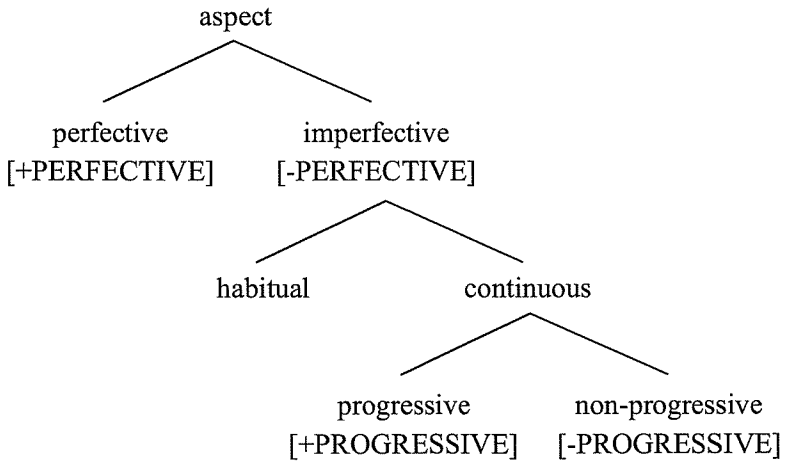 aspect
perfective imperfective
[+PERFECTIVE] [-PERFECTIVE]
habitual continuous
progressive non-progressive
[+PROGRESSIVE] [-PROGRESSIVE]